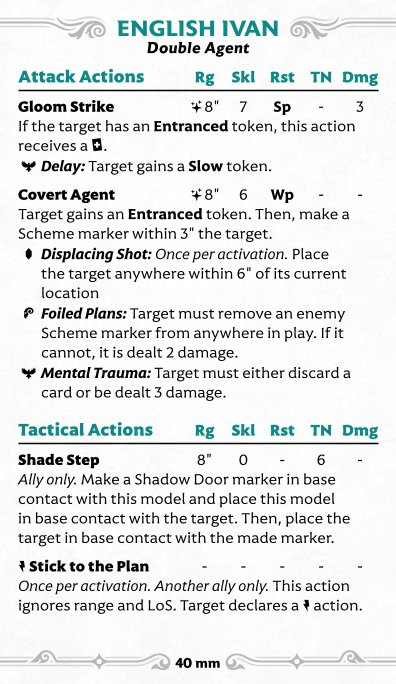 ENGLISH IVAN
Double Agent
Attack Actions Rg Skl Rst TN Dmg
Gloom Strike 8" 7 Sp - 3
If the target has an Entranced token, this action
receives a .
Delay: Target gains a Slow token.
Covert Agent 8" 6 Wp - -
Target gains an Entranced token. Then, make a
Scheme marker within 3" the target.
Displacing Shot: Once per activation. Place
the target anywhere within 6" of its current
location
Foiled Plans: Target must remove an enemy
Scheme marker from anywhere in play. If it
cannot, it is dealt 2 damage.
Mental Trauma: Target must either discard a
card or be dealt 3 damage.
Tactical Actions Rg Skl Rst TN Dmg
Shade Step 8" 0 - 6 -
Ally only. Make a Shadow Door marker in base
contact with this model and place this model
in base contact with the target. Then, place the
target in base contact with the made marker.
Stick to the Plan - - - - -
Once per activation. Another ally only. This action
ignores range and LoS. Target declares a action.
40 mm